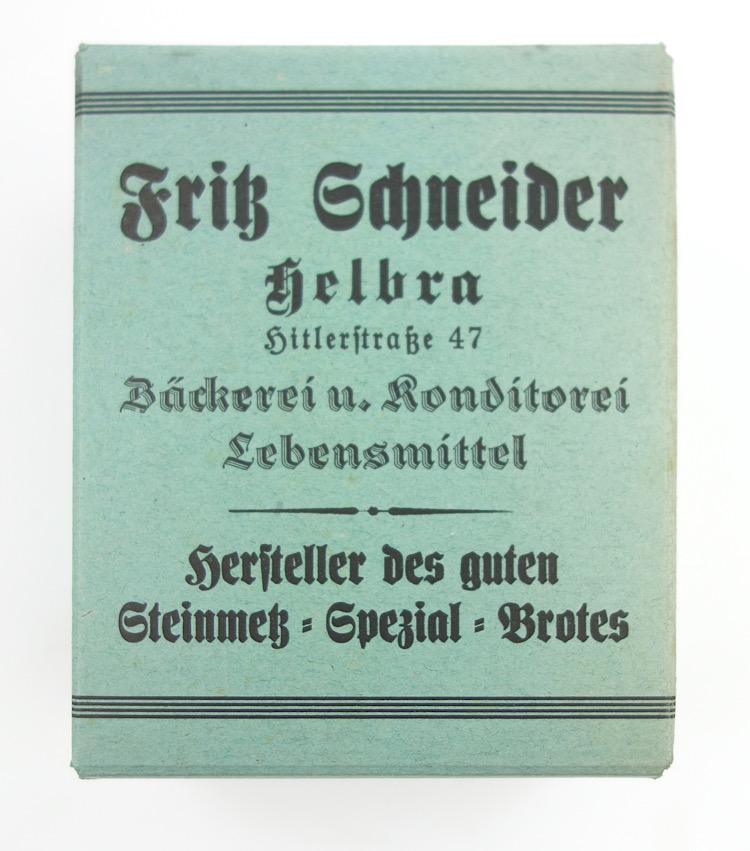 Fritz Schneider
Helbra
Hitlerſtraße 47
Bäckerei u. Konditorei
Lebensmittel
Herſteller des guten
Steinmetz = Spezial = Brotes